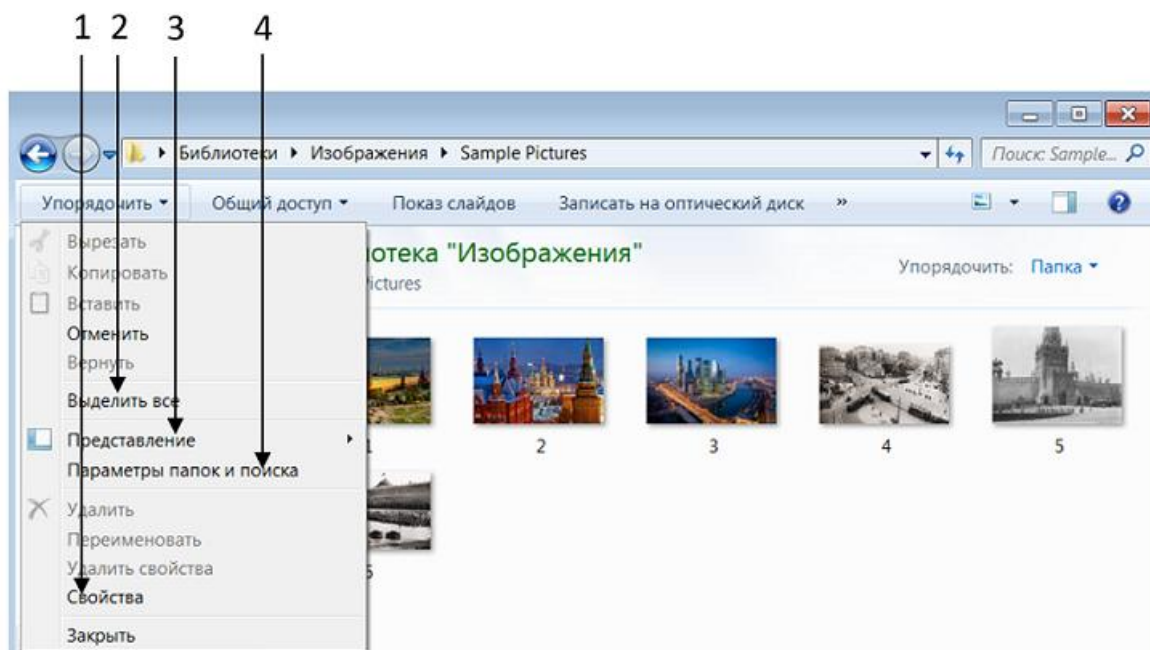 1 2 3 4
Библиотеки Изображения Sample Pictures Поиск: Sample...
Упорядочить Общий доступ Показ слайдов Записать на оптический диск »
Вырезать
Копировать
Вставить
Отменить
Вернуть
Выделить все
Представление
Параметры папок и поиска
Удалить
Переименовать
Удалить свойства
Свойства
Закрыть
отека "Изображения"
ictures
Упорядочить: Папка
1 2 3 4 5
6